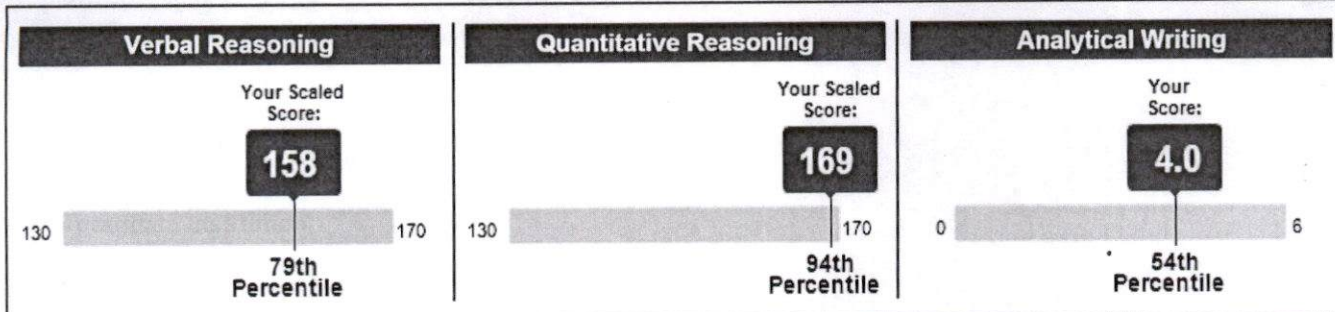 Verbal Reasoning
Your Scaled
Score:
158
130
170
79th
Percentile
Quantitative Reasoning
Your Scaled
Score:
169
130
170
94th
Percentile
Analytical Writing
Your
Score:
4.0
0
6
54th
Percentile